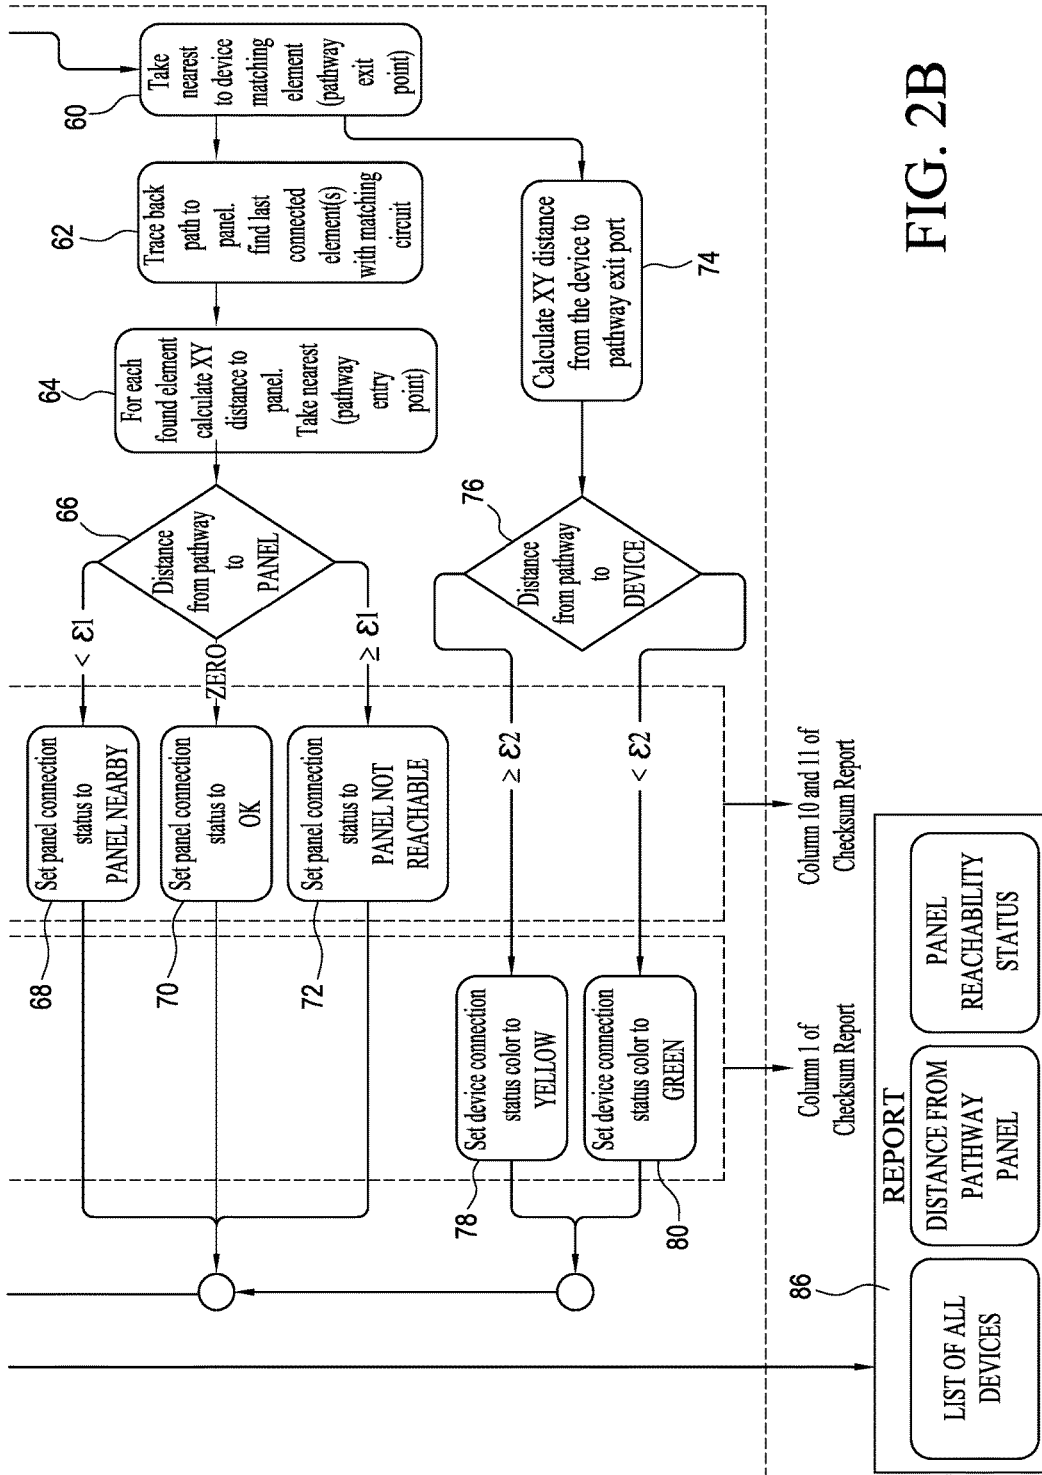 60
Take
nearest
to device
matching
element
(pathway
exit
point)
62
Trace back
path to
panel.
find last
connected
element(s)
with matching
circuit
64
For each
found element
calculate XY
distance to
panel.
Take nearest
(pathway
entry
point)
66
Distance
from pathway
to
PANEL
< ε1
ZERO
≥ ε1
68
Set panel connection
status to
PANEL NEARBY
70
Set panel connection
status to
OK
72
Set panel connection
status to
PANEL NOT
REACHABLE
74
Calculate XY distance
from the device to
pathway exit port
76
Distance
from pathway
to
DEVICE
≥ ε2
< ε2
78
Set device connection
status color to
YELLOW
80
Set device connection
status color to
GREEN
Column 10 and 11 of
Checksum Report
Column 1 of
Checksum Report
86
REPORT
LIST OF ALL
DEVICES
DISTANCE FROM
PATHWAY
PANEL
PANEL
REACHABILITY
STATUS
FIG. 2B